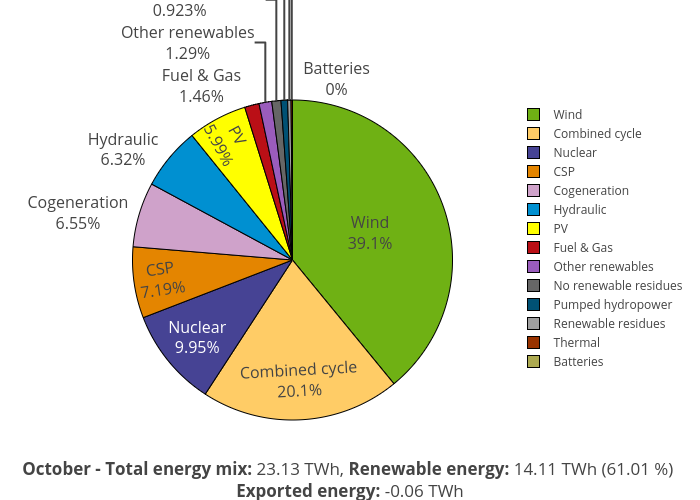 0.923%
Other renewables
1.29%
Fuel & Gas
1.46%
Batteries
0%
Hydraulic
6.32%
PV
5.99%
Cogeneration
6.55%
Wind
39.1%
CSP
7.19%
Nuclear
9.95%
Combined cycle
20.1%
Wind
Combined cycle
Nuclear
CSP
Cogeneration
Hydraulic
PV
Fuel & Gas
Other renewables
No renewable residues
Pumped hydropower
Renewable residues
Thermal
Batteries
October - Total energy mix: 23.13 TWh, Renewable energy: 14.11 TWh (61.01 %)
Exported energy: -0.06 TWh